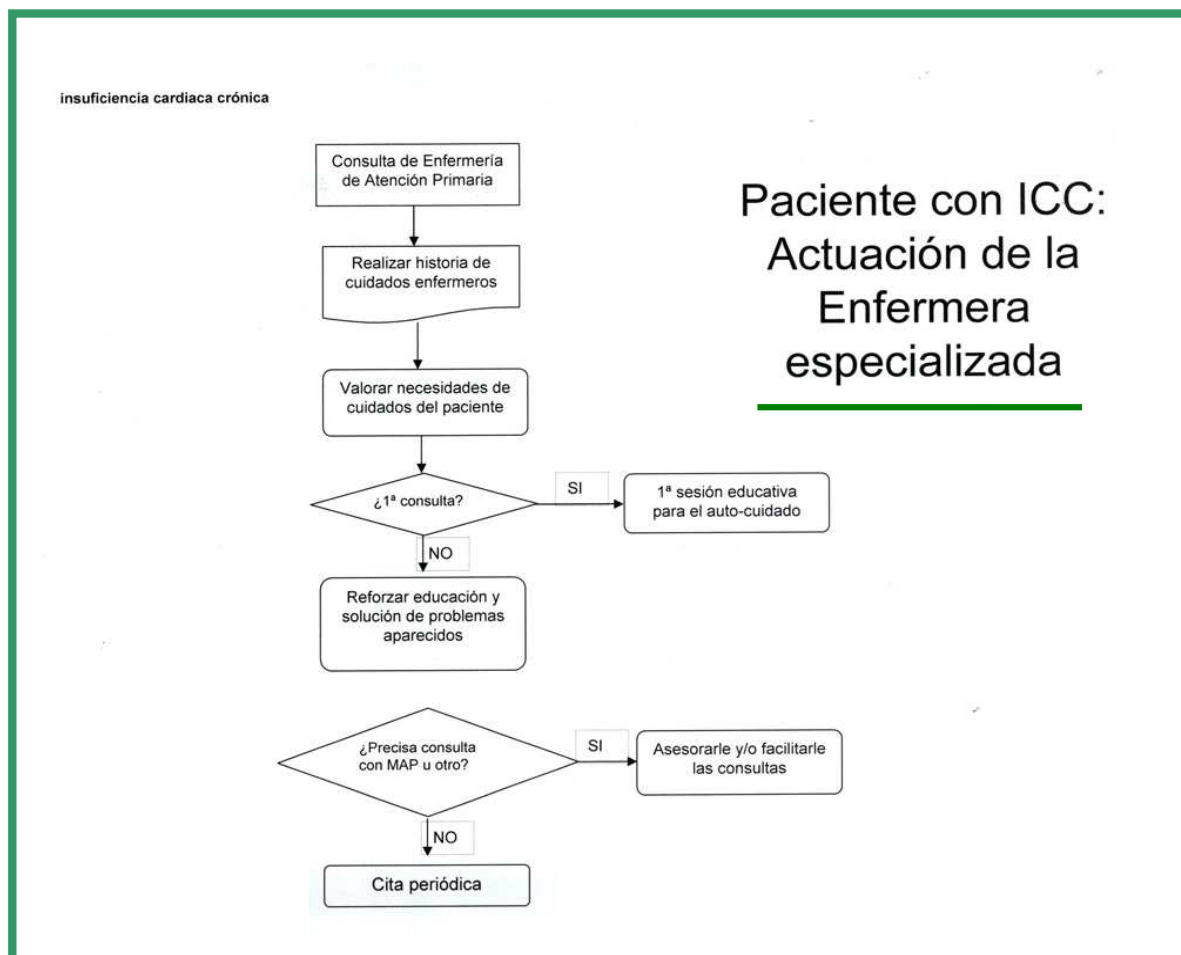 insuficiencia cardiaca crónica
Consulta de Enfermería
de Atención Primaria
Paciente con ICC:
Actuación de la
Enfermera
especializada
Realizar historia de
cuidados enfermeros
Valorar necesidades de
cuidados del paciente
¿1ª consulta?
SI
1ª sesión educativa
para el auto-cuidado
NO
Reforzar educación y
solución de problemas
aparecidos
¿Precisa consulta
con MAP u otro?
SI
Asesorarle y/o facilitarle
las consultas
NO
Cita periódica